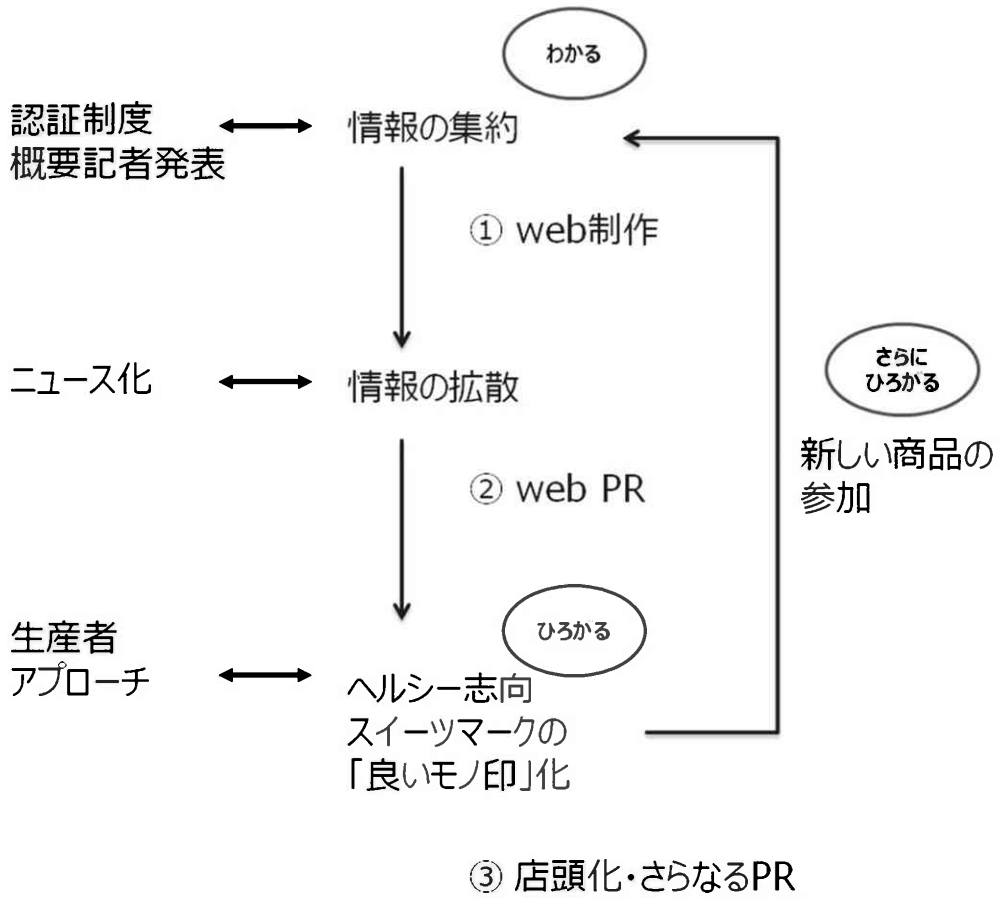 わかる
認証制度
概要記者発表
情報の集約
① web制作
ニュース化
情報の拡散
さらに
ひろがる
新しい商品の
参加
② web PR
ひろかる
生産者
アプローチ
ヘルシー志向
スイーツマークの
「良いモノ印」化
③ 店頭化・さらなるPR